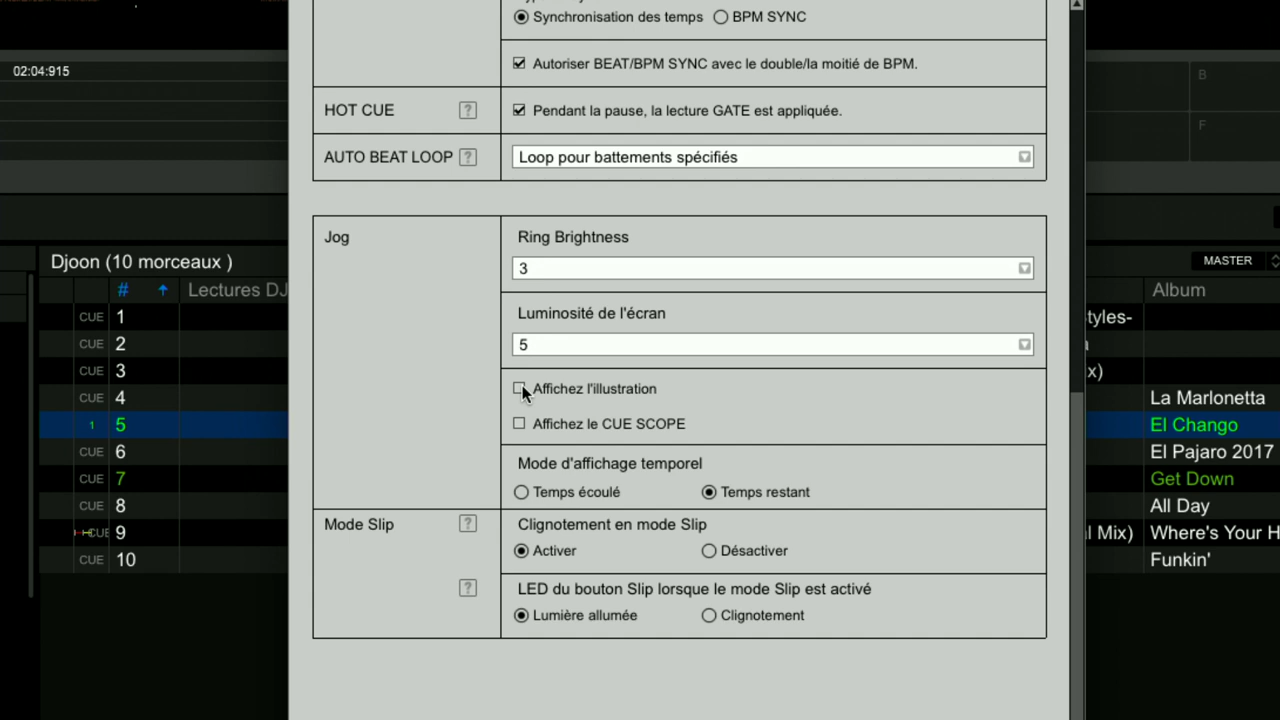 Synchronisation des temps BPM SYNC
02:04:915
Autoriser BEAT/BPM SYNC avec le double/la moitié de BPM.
B
HOT CUE ? Pendant la pause, la lecture GATE est appliquée.
F
AUTO BEAT LOOP ? Loop pour battements spécifiés
Jog
Ring Brightness
3
Luminosité de l'écran
5
Affichez l'illustration
Affichez le CUE SCOPE
Mode d'affichage temporel
Temps écoulé Temps restant
Mode Slip ? Clignotement en mode Slip
Activer Désactiver
? LED du bouton Slip lorsque le mode Slip est activé
Lumière allumée Clignotement
Djoon (10 morceaux )
# Lectures DJ
CUE 1
CUE 2
CUE 3
CUE 4
1 5
CUE 6
CUE 7
CUE 8
CUE 9
CUE 10
MASTER
Album
tyles-
x)
La Marlonetta
El Chango
El Pajaro 2017
Get Down
All Day
l Mix) Where's Your H
Funkin'